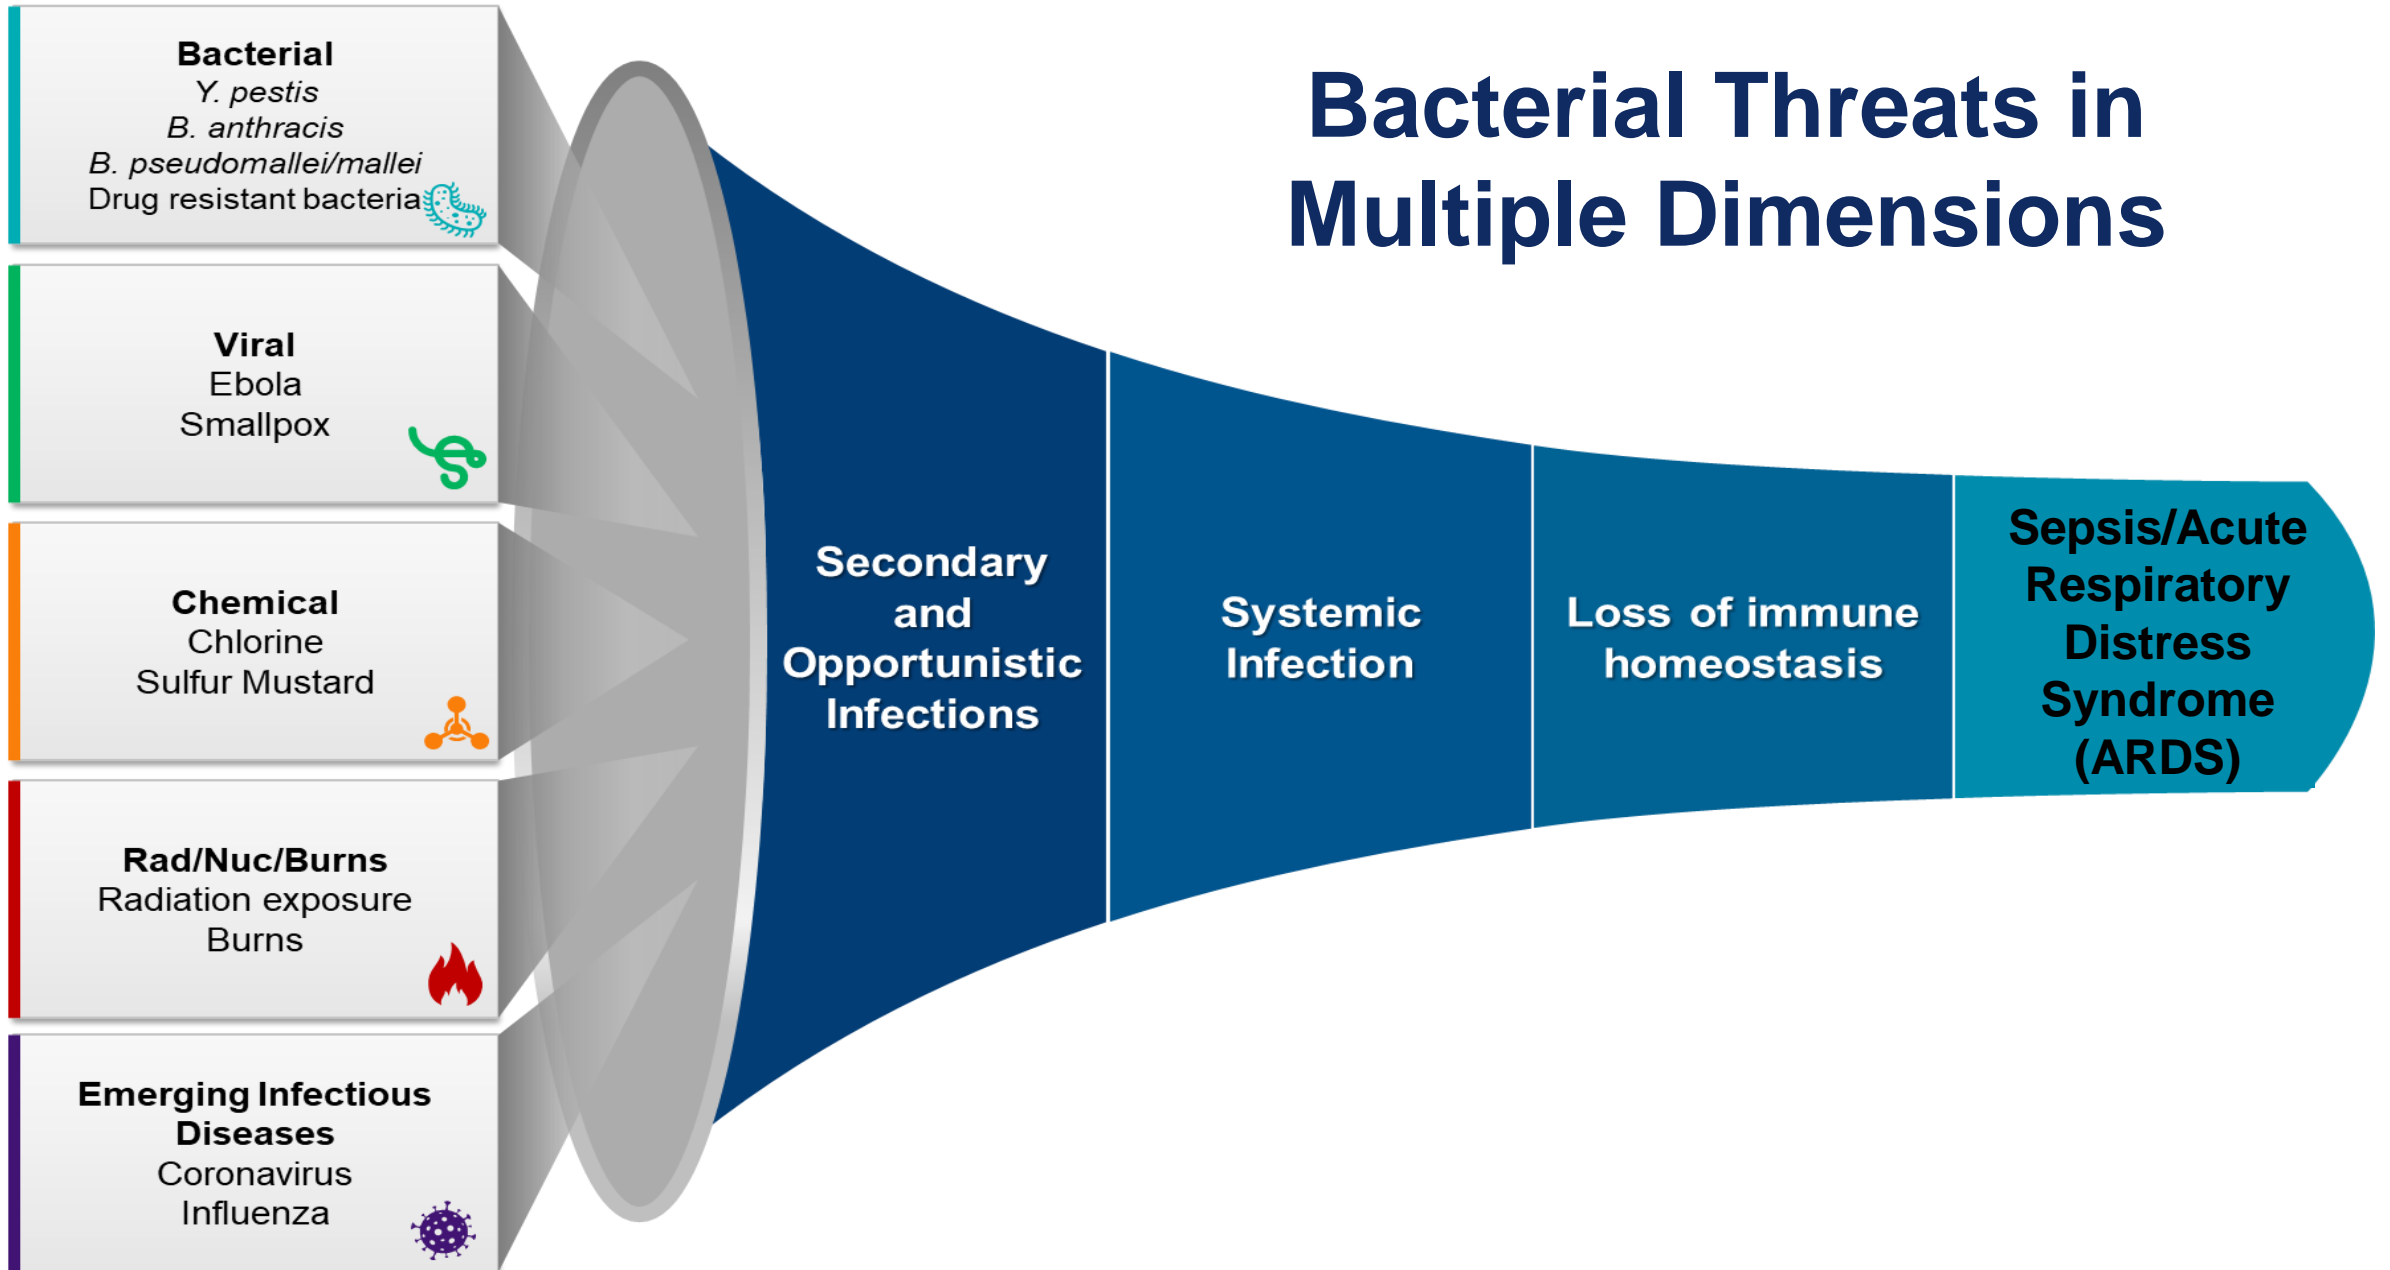 Bacterial Threats in
Multiple Dimensions
Bacterial
Y. pestis
B. anthracis
B. pseudomallei/mallei
Drug resistant bacteria
Viral
Ebola
Smallpox
Chemical
Chlorine
Sulfur Mustard
Rad/Nuc/Burns
Radiation exposure
Burns
Emerging Infectious
Diseases
Coronavirus
Influenza
Secondary
and
Opportunistic
Infections
Systemic
Infection
Loss of immune
homeostasis
Sepsis/Acute
Respiratory
Distress
Syndrome
(ARDS)